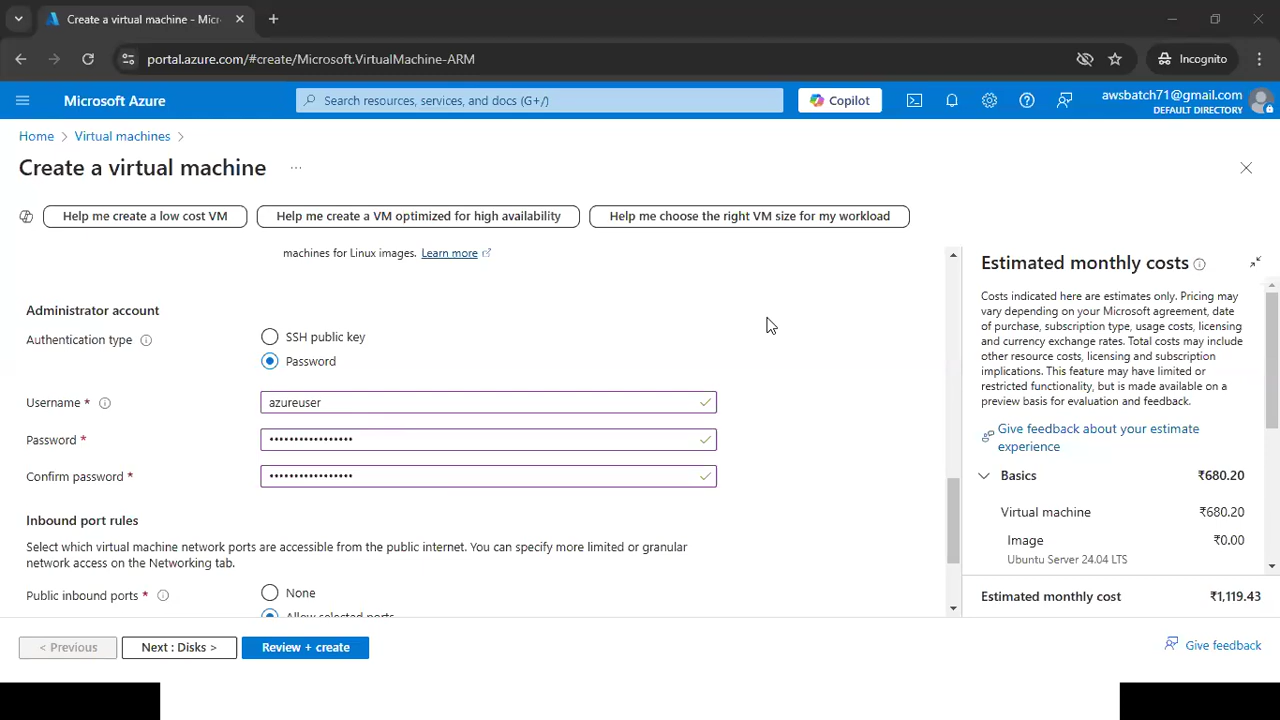 Create a virtual machine - Micr
portal.azure.com/#create/Microsoft.VirtualMachine-ARM
Incognito
Microsoft Azure
Search resources, services, and docs (G+/)
Copilot
awsbatch71@gmail.com
DEFAULT DIRECTORY
Home > Virtual machines >
Create a virtual machine ...
Help me create a low cost VM
Help me create a VM optimized for high availability
Help me choose the right VM size for my workload
machines for Linux images. Learn more
Administrator account
Authentication type
SSH public key
Password
Username *
azureuser
Password *
•••••••••••••••••
Confirm password *
•••••••••••••••••
Inbound port rules
Select which virtual machine network ports are accessible from the public internet. You can specify more limited or granular
network access on the Networking tab.
Public inbound ports *
None
Allow selected ports
< Previous
Next : Disks >
Review + create
Estimated monthly costs
Costs indicated here are estimates only. Pricing may
vary depending on your Microsoft agreement, date
of purchase, subscription type, usage costs, licensing
and currency exchange rates. Total costs may include
other resource costs, licensing and subscription
implications. This feature may have limited or
restricted functionality, but is made available on a
preview basis for evaluation and feedback.
Give feedback about your estimate
experience
Basics ₹680.20
Virtual machine ₹680.20
Image ₹0.00
Ubuntu Server 24.04 LTS
Estimated monthly cost ₹1,119.43
Give feedback